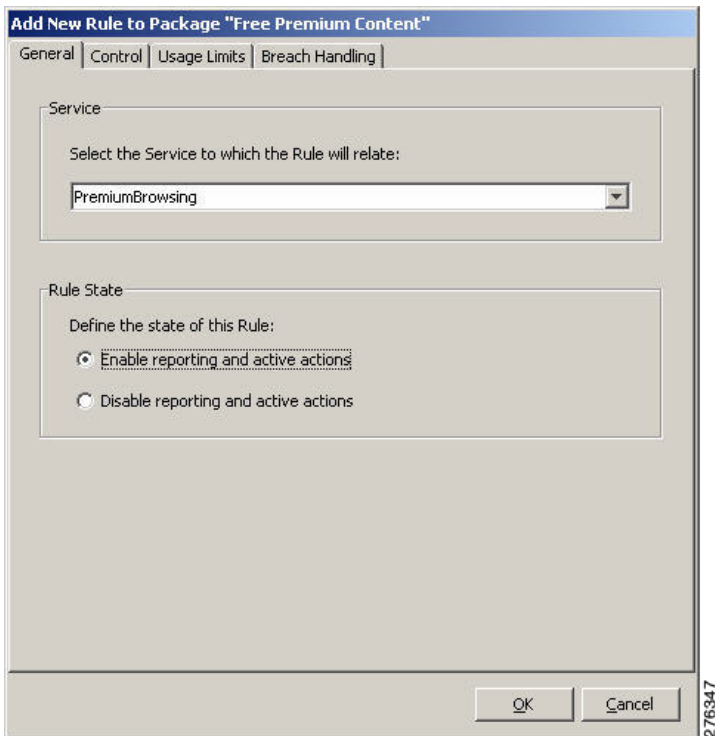 Add New Rule to Package "Free Premium Content"
General Control Usage Limits Breach Handling
Service
Select the Service to which the Rule will relate:
PremiumBrowsing
Rule State
Define the state of this Rule:
Enable reporting and active actions
Disable reporting and active actions
OK Cancel
276347